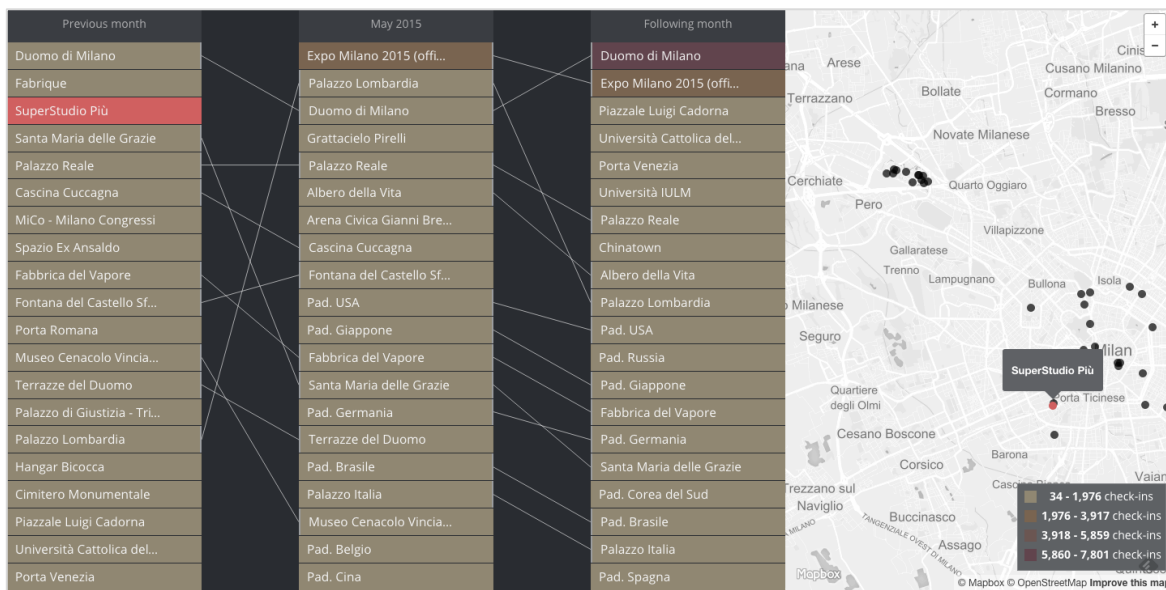 Previous month
May 2015
Following month
Duomo di Milano
Expo Milano 2015 (offi...
Duomo di Milano
Fabrique
Palazzo Lombardia
Expo Milano 2015 (offi...
SuperStudio Più
Duomo di Milano
Piazzale Luigi Cadorna
Santa Maria delle Grazie
Grattacielo Pirelli
Università Cattolica del...
Palazzo Reale
Palazzo Reale
Porta Venezia
Cascina Cuccagna
Albero della Vita
Università IULM
MiCo - Milano Congressi
Arena Civica Gianni Bre...
Palazzo Reale
Spazio Ex Ansaldo
Cascina Cuccagna
Chinatown
Fabbrica del Vapore
Fontana del Castello Sf...
Albero della Vita
Fontana del Castello Sf...
Pad. USA
Palazzo Lombardia
Porta Romana
Pad. Giappone
Pad. USA
Museo Cenacolo Vincia...
Fabbrica del Vapore
Pad. Russia
Terrazze del Duomo
Santa Maria delle Grazie
Pad. Giappone
Palazzo di Giustizia - Tri...
Pad. Germania
Fabbrica del Vapore
Palazzo Lombardia
Terrazze del Duomo
Pad. Germania
Hangar Bicocca
Pad. Brasile
Santa Maria delle Grazie
Cimitero Monumentale
Palazzo Italia
Pad. Corea del Sud
Piazzale Luigi Cadorna
Museo Cenacolo Vincia...
Pad. Brasile
Università Cattolica del...
Pad. Belgio
Palazzo Italia
Porta Venezia
Pad. Cina
Pad. Spagna
+
−
Arese
Cusano Milanino
Bollate
Cormano
Terrazzano
Bresso
Novate Milanese
Cerchiate
Quarto Oggiaro
Pero
Villapizzone
Gallaratese
Trenno
Lampugnano
Bullona
Isola
Milanese
Seguro
Milan
SuperStudio Più
Quartiere
degli Olmi
Porta Ticinese
Cesano Boscone
Barona
Corsico
Trezzano sul
Naviglio
Buccinasco
TANGENZIALE OVEST DI MILANO
Assago
34 - 1,976 check-ins
1,976 - 3,917 check-ins
3,918 - 5,859 check-ins
5,860 - 7,801 check-ins
Mapbox
© Mapbox © OpenStreetMap Improve this map